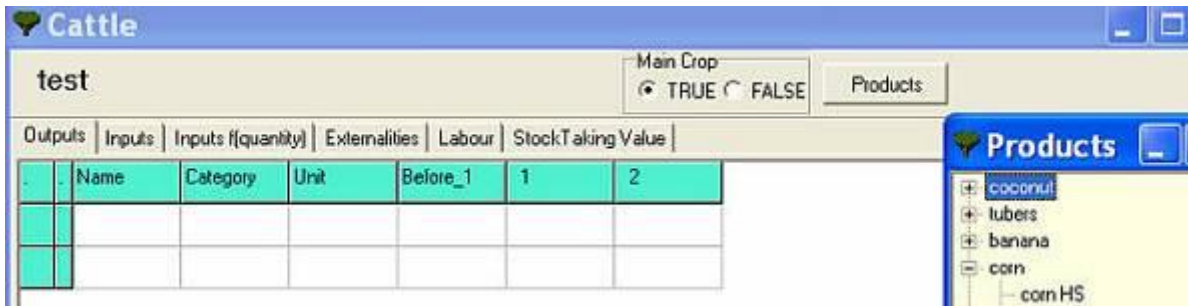 Cattle
test
Main Crop
TRUE FALSE
Products
Outputs Inputs Inputs f(quantity) Externalities Labour StockTaking Value
. . Name Category Unit Before_1 1 2
Products
coconut
tubers
banana
corn
corn HS